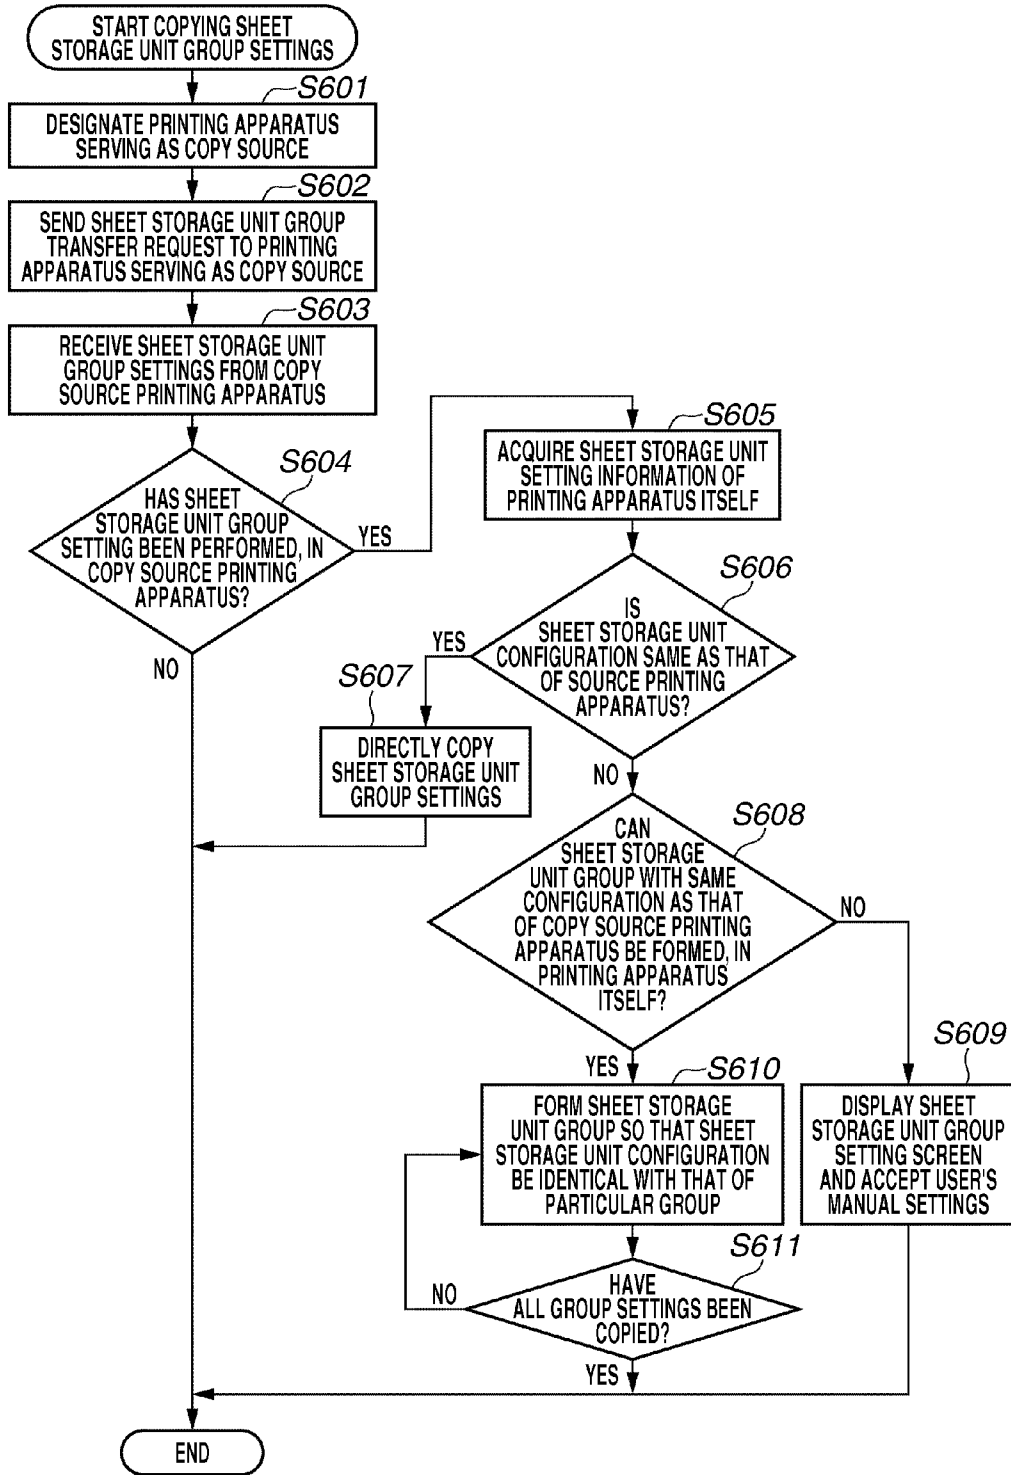 START COPYING SHEET
STORAGE UNIT GROUP SETTINGS
S601
DESIGNATE PRINTING APPARATUS
SERVING AS COPY SOURCE
S602
SEND SHEET STORAGE UNIT GROUP
TRANSFER REQUEST TO PRINTING
APPARATUS SERVING AS COPY SOURCE
S603
RECEIVE SHEET STORAGE UNIT
GROUP SETTINGS FROM COPY
SOURCE PRINTING APPARATUS
S604
HAS SHEET
STORAGE UNIT GROUP
SETTING BEEN PERFORMED, IN
COPY SOURCE PRINTING
APPARATUS?
YES
NO
S605
ACQUIRE SHEET STORAGE UNIT
SETTING INFORMATION OF
PRINTING APPARATUS ITSELF
S606
IS
SHEET STORAGE UNIT
CONFIGURATION SAME AS THAT
OF SOURCE PRINTING
APPARATUS?
YES
NO
S607
DIRECTLY COPY
SHEET STORAGE UNIT
GROUP SETTINGS
S608
CAN
SHEET STORAGE
UNIT GROUP WITH SAME
CONFIGURATION AS THAT
OF COPY SOURCE PRINTING
APPARATUS BE FORMED, IN
PRINTING APPARATUS
ITSELF?
NO
YES
S609
DISPLAY SHEET
STORAGE UNIT GROUP
SETTING SCREEN
AND ACCEPT USER'S
MANUAL SETTINGS
S610
FORM SHEET STORAGE
UNIT GROUP SO THAT SHEET
STORAGE UNIT CONFIGURATION
BE IDENTICAL WITH THAT OF
PARTICULAR GROUP
S611
HAVE
ALL GROUP SETTINGS BEEN
COPIED?
NO
YES
END